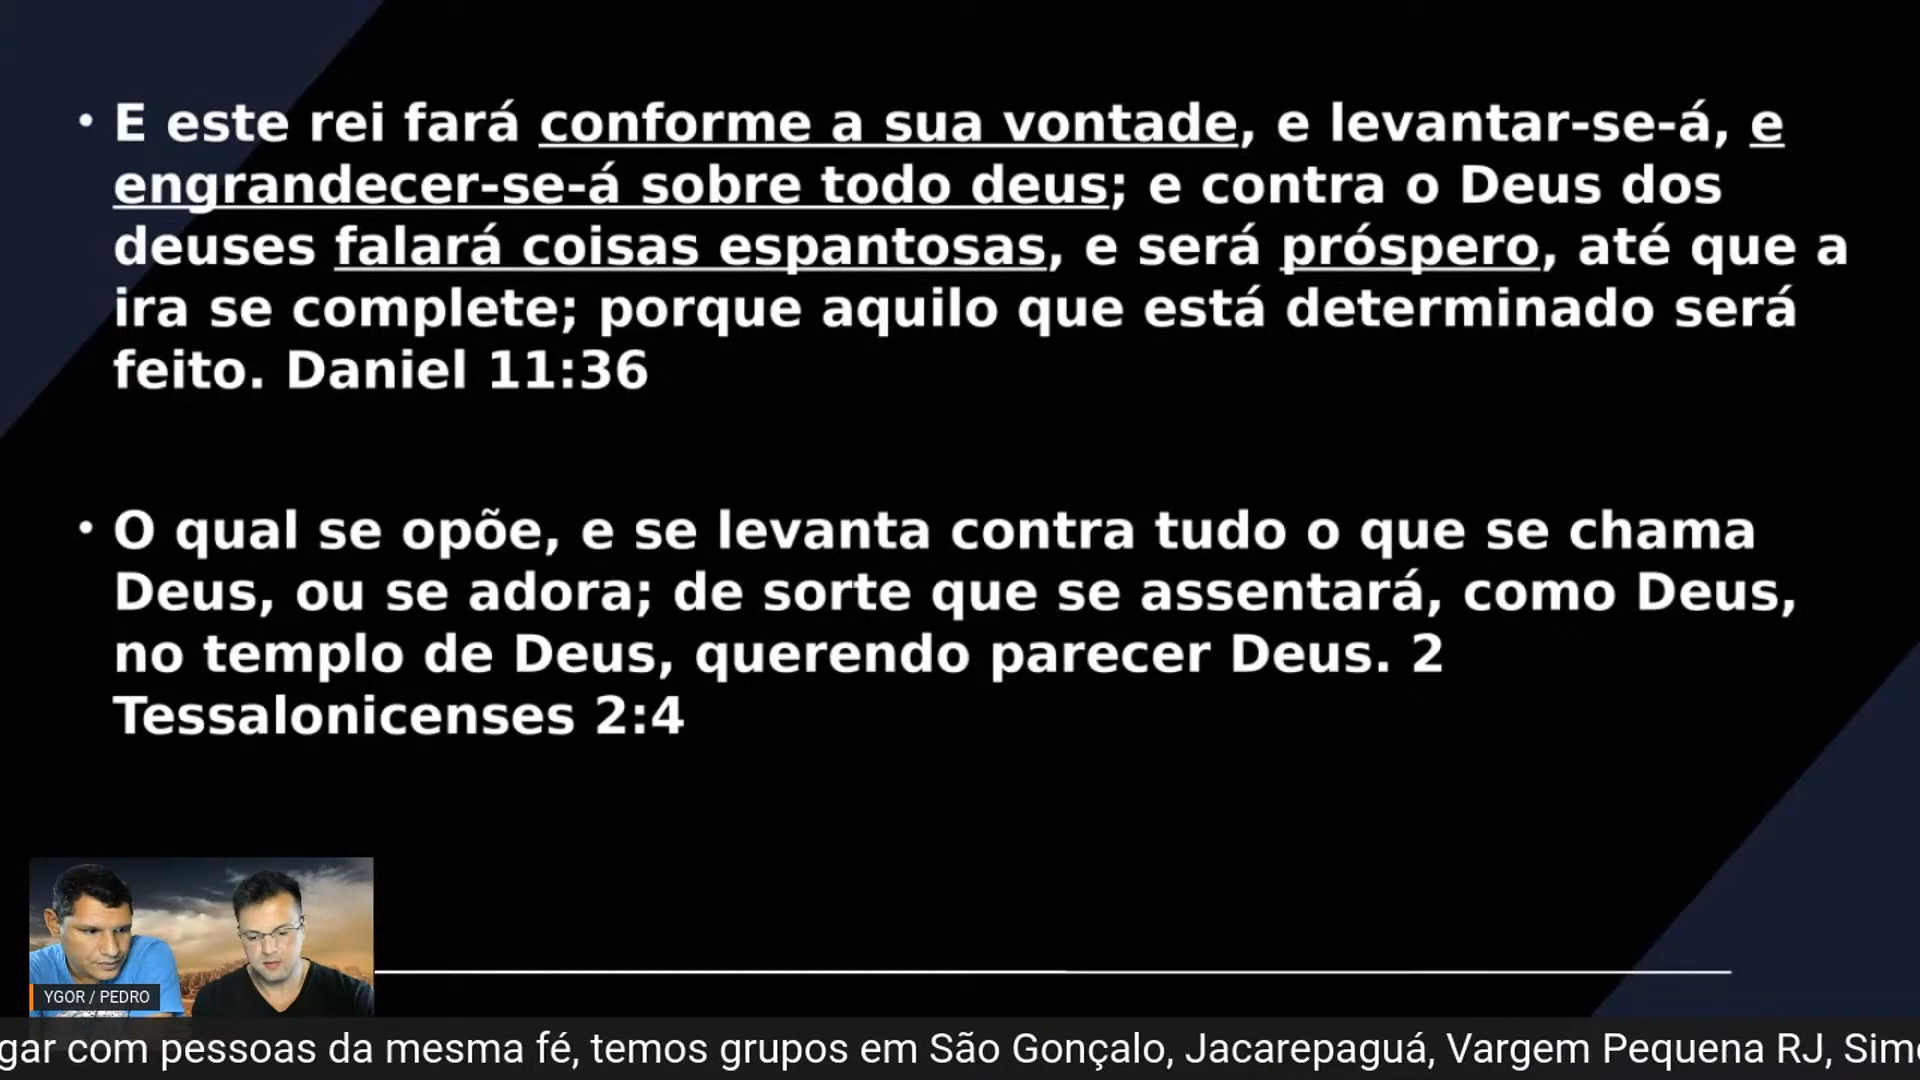 • E este rei fará conforme a sua vontade, e levantar-se-á, e
engrandecer-se-á sobre todo deus; e contra o Deus dos
deuses falará coisas espantosas, e será próspero, até que a
ira se complete; porque aquilo que está determinado será
feito. Daniel 11:36
• O qual se opõe, e se levanta contra tudo o que se chama
Deus, ou se adora; de sorte que se assentará, como Deus,
no templo de Deus, querendo parecer Deus. 2
Tessalonicenses 2:4
YGOR / PEDRO
gar com pessoas da mesma fé, temos grupos em São Gonçalo, Jacarepaguá, Vargem Pequena RJ,